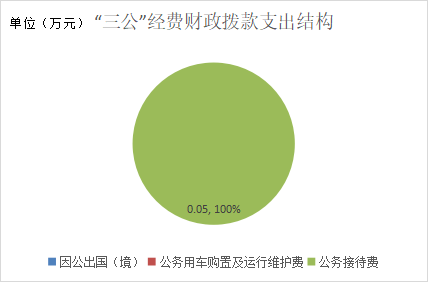 单位（万元） “三公”经费财政拨款支出结构
0.05, 100%
因公出国（境） 公务用车购置及运行维护费 公务接待费